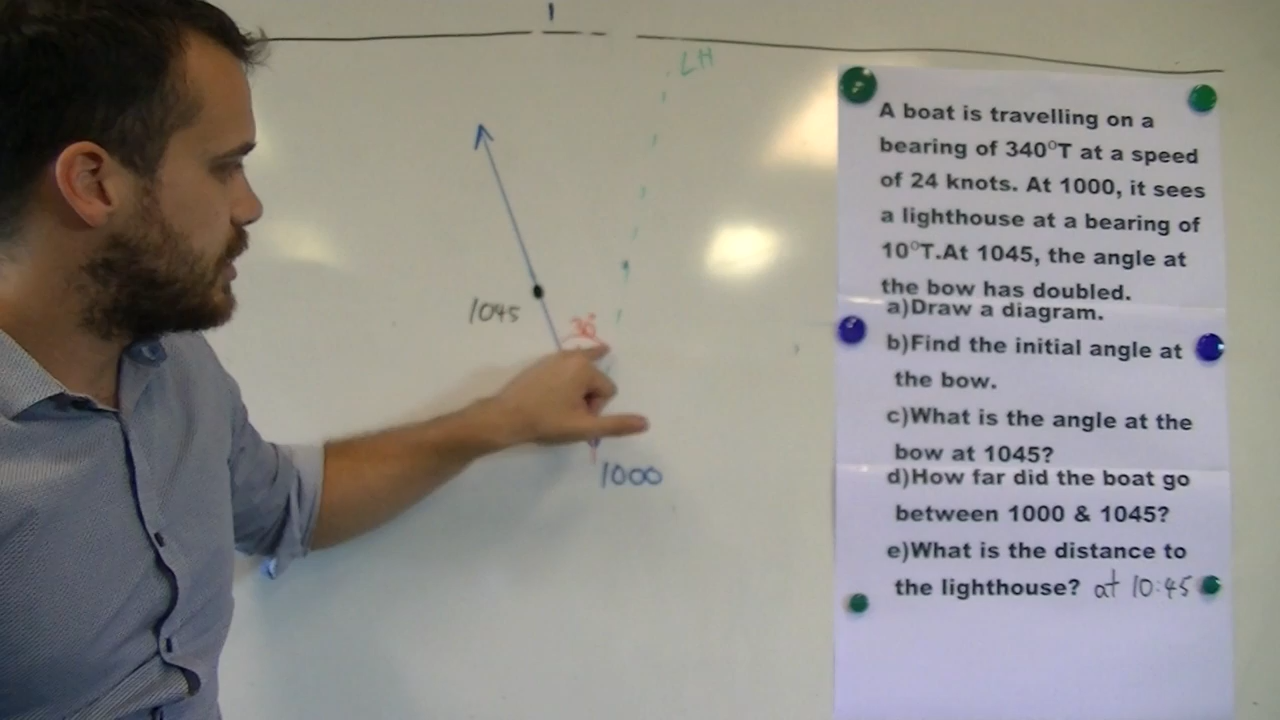 LH
1045
30°
1000
A boat is travelling on a
bearing of 340°T at a speed
of 24 knots. At 1000, it sees
a lighthouse at a bearing of
10°T.At 1045, the angle at
the bow has doubled.
a)Draw a diagram.
b)Find the initial angle at
the bow.
c)What is the angle at the
bow at 1045?
d)How far did the boat go
between 1000 & 1045?
e)What is the distance to
the lighthouse? at 10:45